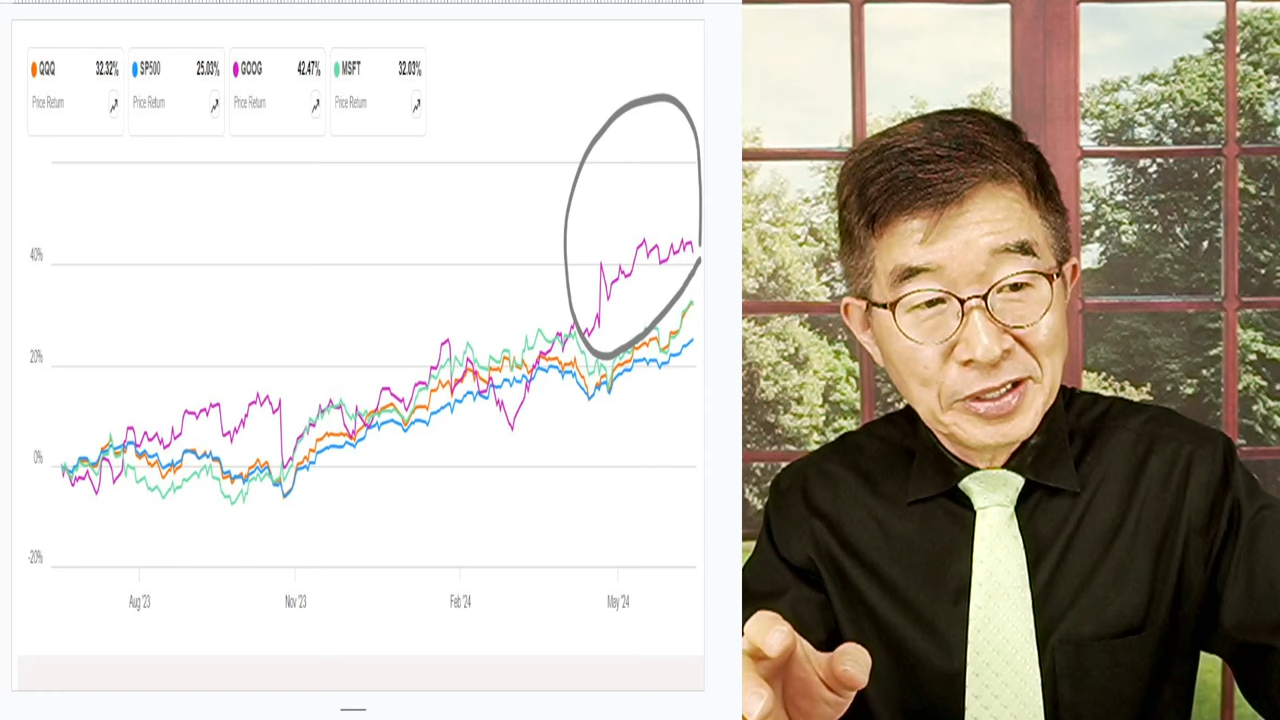 QQQ 32.32% SP500 25.03% GOOG 42.47% MSFT 32.03%
Price Return Price Return Price Return Price Return
40%
20%
0%
-20%
Aug '23 Nov '23 Feb '24 May '24